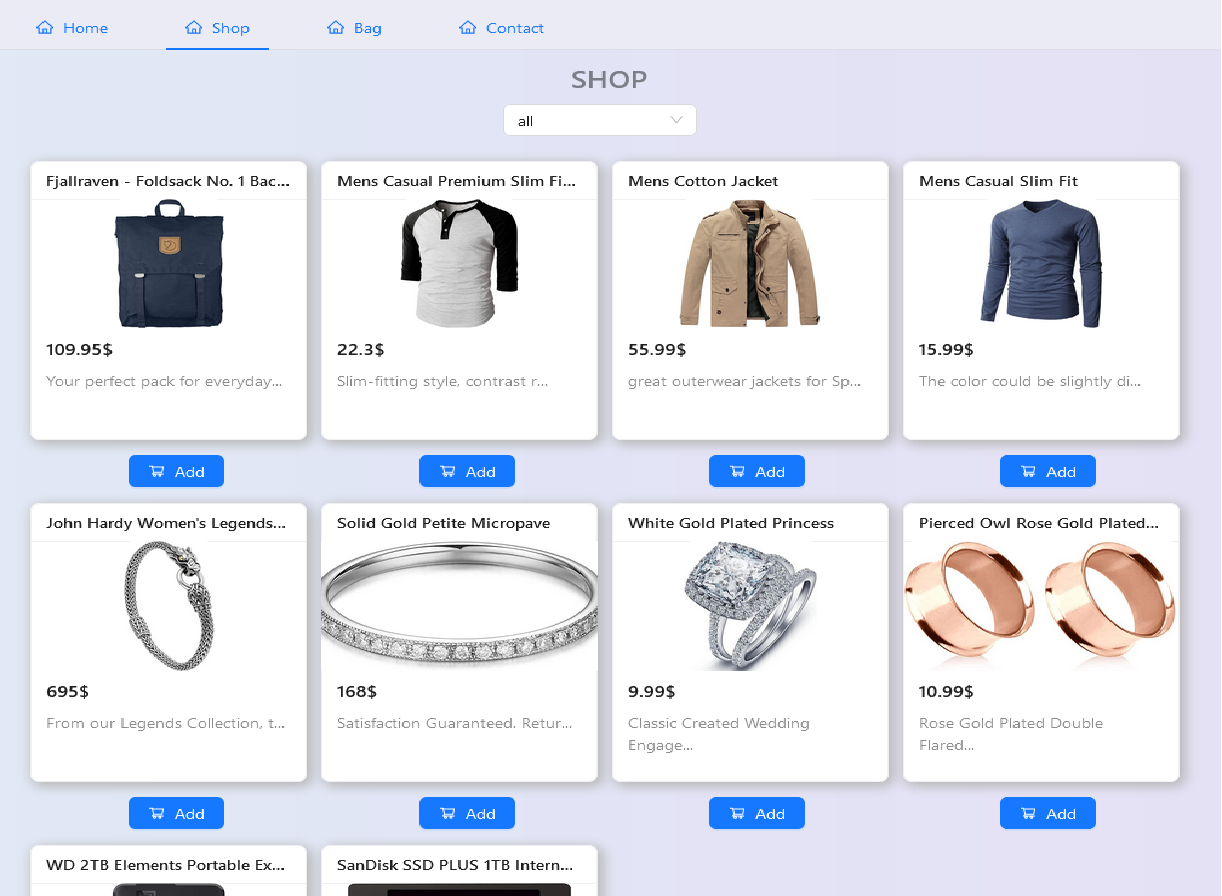 Home Shop Bag Contact
SHOP
all
Fjallraven - Foldsack No. 1 Bac... Mens Casual Premium Slim Fi... Mens Cotton Jacket Mens Casual Slim Fit
109.95$ 22.3$ 55.99$ 15.99$
Your perfect pack for everyday... Slim-fitting style, contrast r... great outerwear jackets for Sp... The color could be slightly di...
Add Add Add Add
John Hardy Women's Legends... Solid Gold Petite Micropave White Gold Plated Princess Pierced Owl Rose Gold Plated...
695$ 168$ 9.99$ 10.99$
From our Legends Collection, t... Satisfaction Guaranteed. Retur... Classic Created Wedding Rose Gold Plated Double
Engage... Flared...
Add Add Add Add
WD 2TB Elements Portable Ex... SanDisk SSD PLUS 1TB Intern...